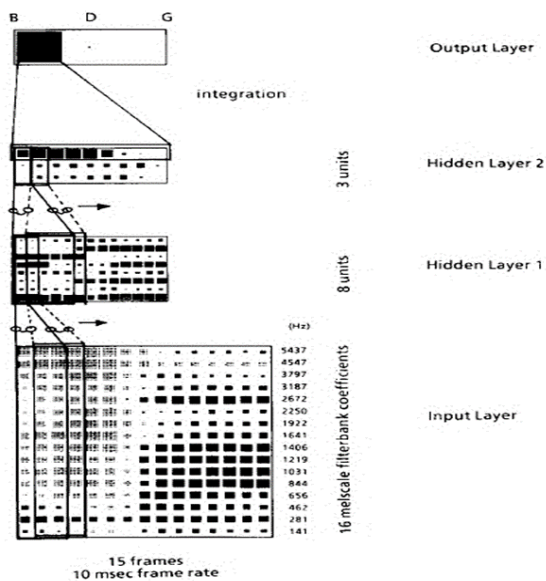 B D G
Output Layer
integration
3 units
Hidden Layer 2
8 units
Hidden Layer 1
(Hz)
5437
4547
3797
3187
2672
2250
1922
1641
1406
1219
1031
844
656
462
281
141
16 melscale filterbank coefficients
Input Layer
15 frames
10 msec frame rate